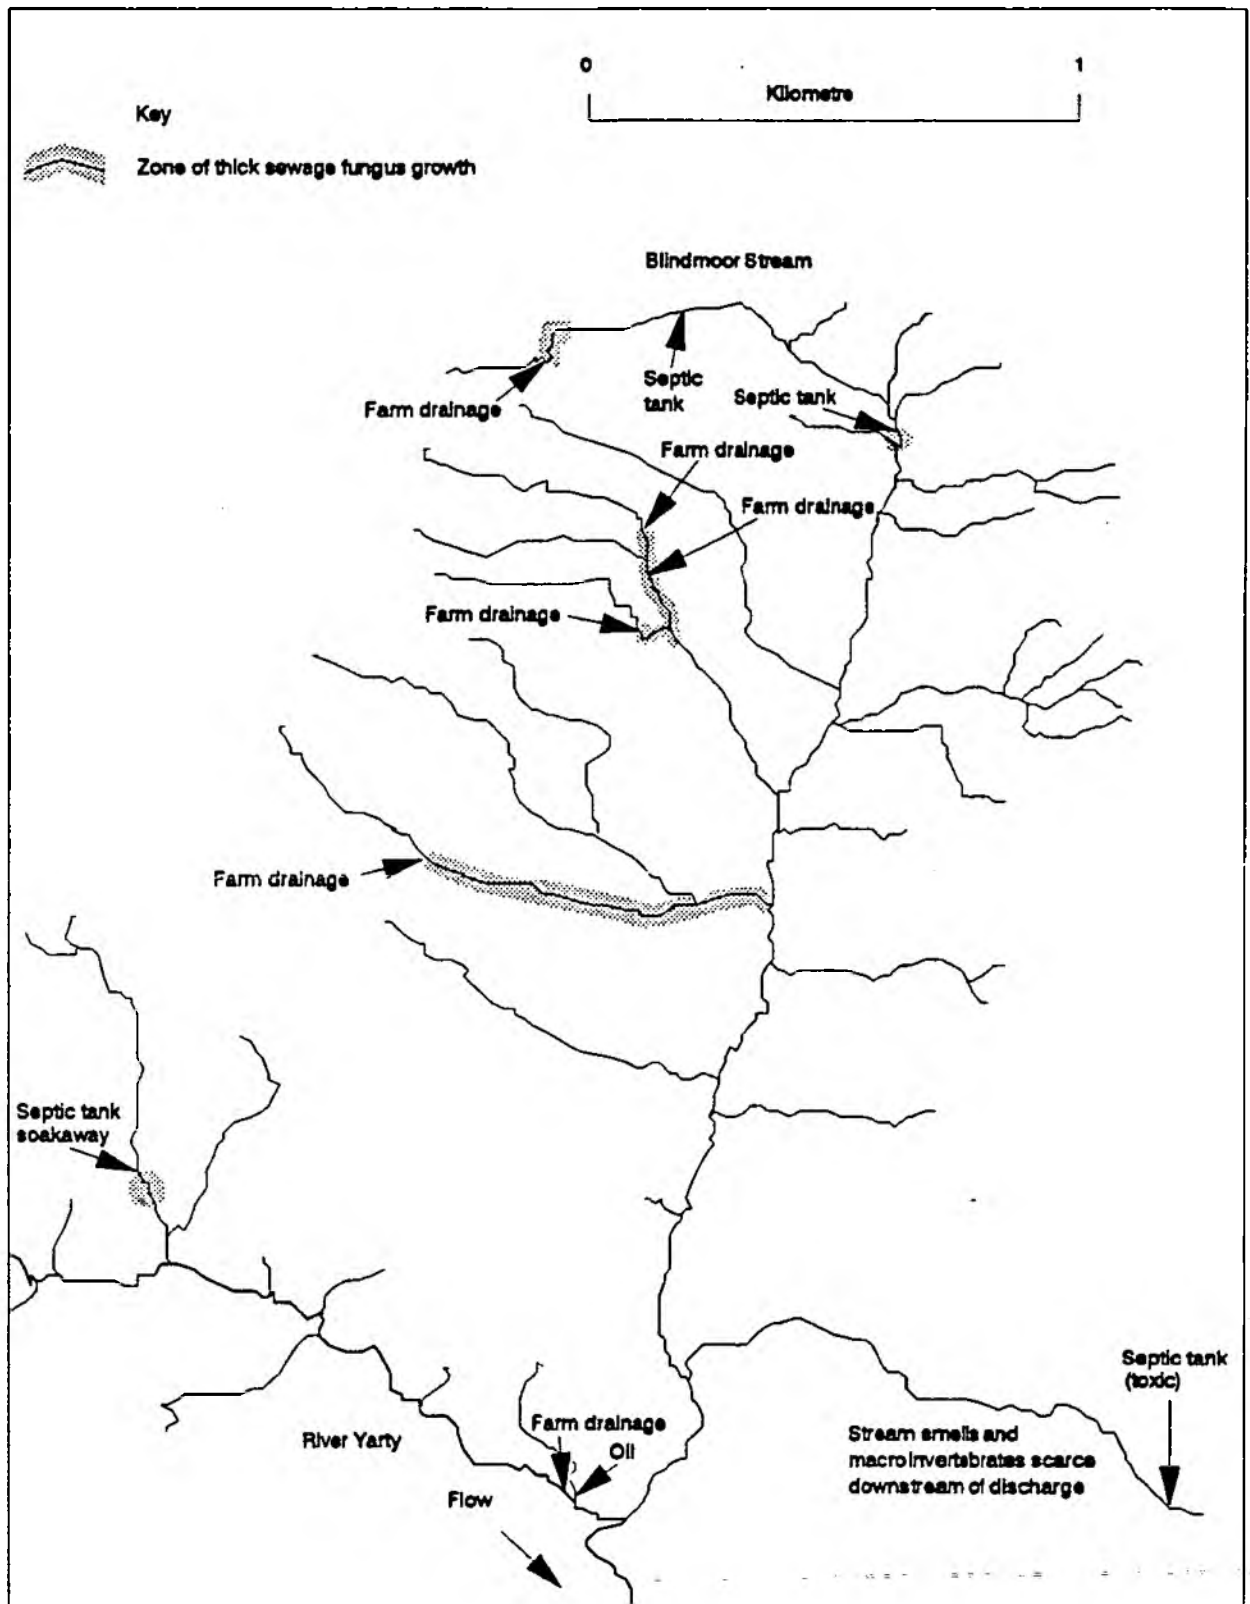 0
1
Kilometre
Key
Zone of thick sewage fungus growth
Blindmoor Stream
Septic
tank
Farm drainage
Septic tank
Farm drainage
Farm drainage
Farm drainage
Farm drainage
Septic tank
soakaway
Septic tank
(toxic)
Farm drainage
Oil
River Yarty
Stream smells and
macroinvertebrates scarce
downstream of discharge
Flow